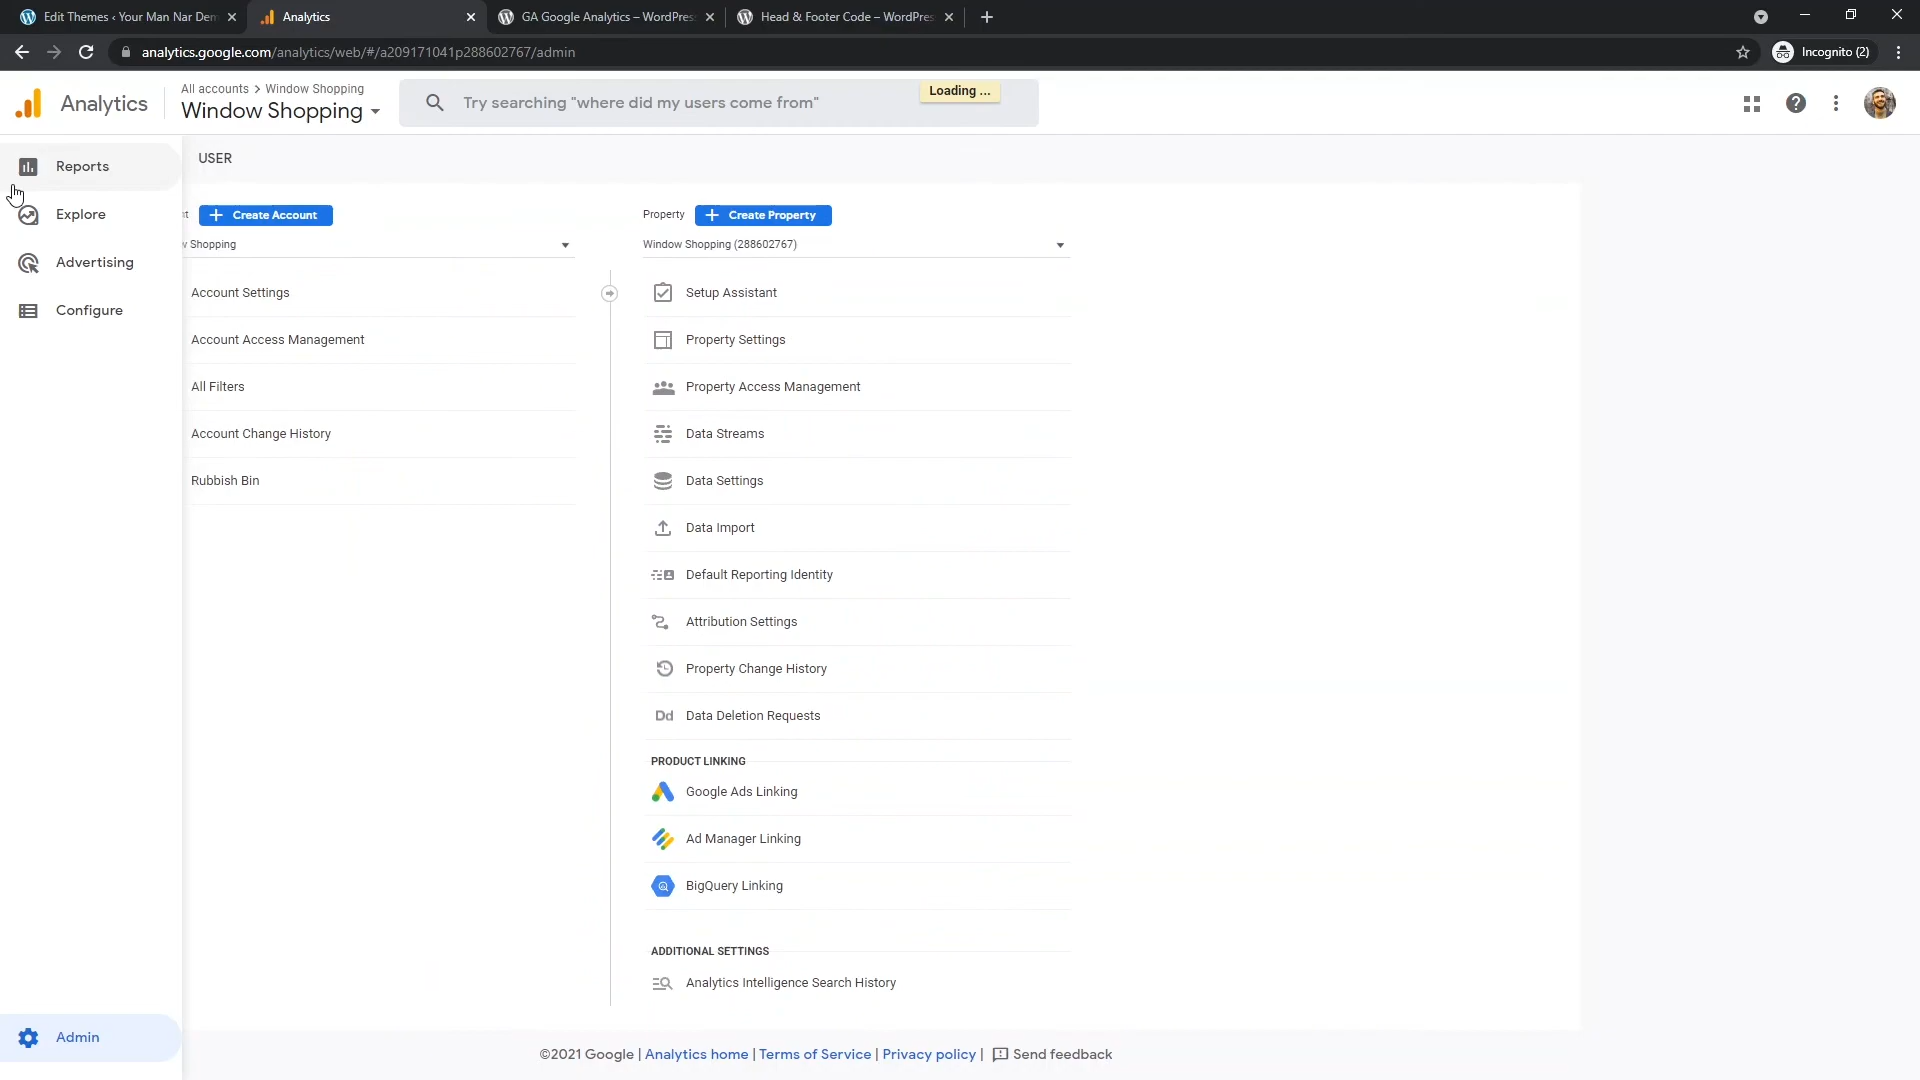 Edit Themes ‹ Your Man Nar Dem
Analytics
GA Google Analytics – WordPres
Head & Footer Code – WordPres
analytics.google.com/analytics/web/#/a209171041p288602767/admin
Incognito (2)
Analytics
All accounts > Window Shopping
Window Shopping
Try searching "where did my users come from"
Loading ...
Reports
Explore
Advertising
Configure
Admin
USER
nt
Create Account
w Shopping
Account Settings
Account Access Management
All Filters
Account Change History
Rubbish Bin
Property
Create Property
Window Shopping (288602767)
Setup Assistant
Property Settings
Property Access Management
Data Streams
Data Settings
Data Import
Default Reporting Identity
Attribution Settings
Property Change History
Dd Data Deletion Requests
PRODUCT LINKING
Google Ads Linking
Ad Manager Linking
BigQuery Linking
ADDITIONAL SETTINGS
Analytics Intelligence Search History
©2021 Google | Analytics home | Terms of Service | Privacy policy | Send feedback